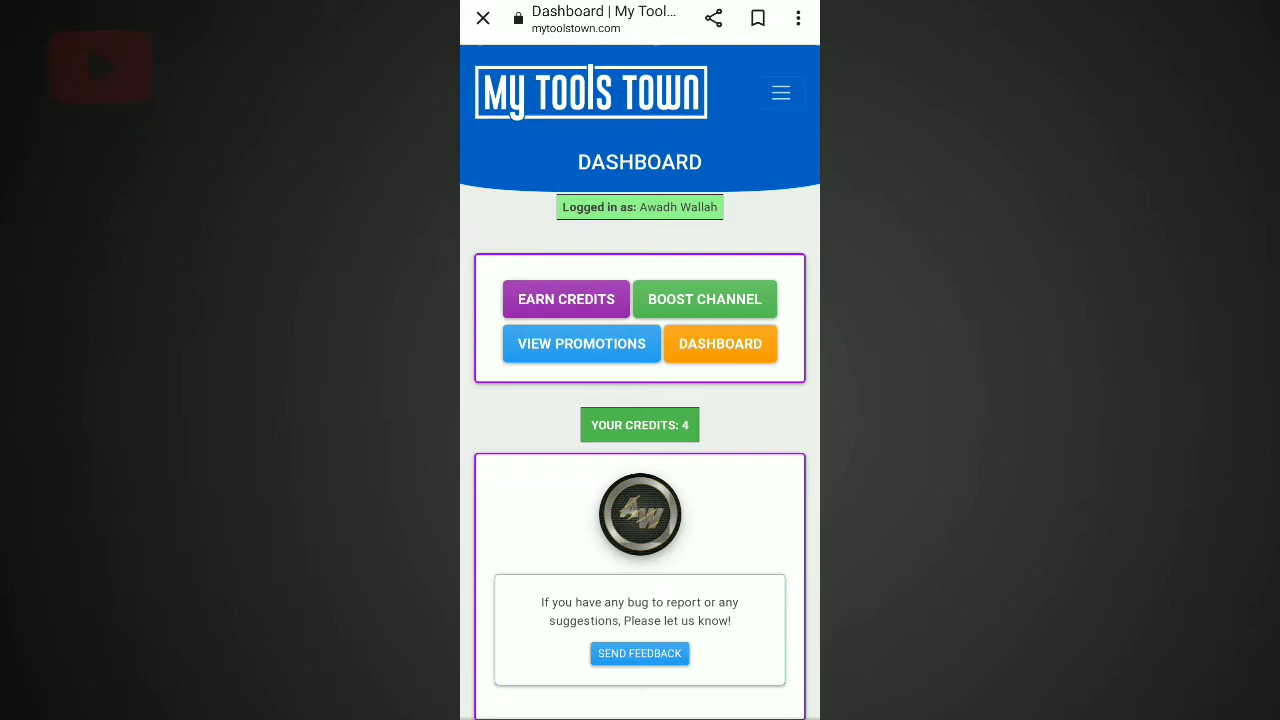 Dashboard | My Tool...
mytoolstown.com
My TOOLS TOWN
DASHBOARD
Logged in as: Awadh Wallah
EARN CREDITS
BOOST CHANNEL
VIEW PROMOTIONS
DASHBOARD
YOUR CREDITS: 4
AW
If you have any bug to report or any
suggestions, Please let us know!
SEND FEEDBACK